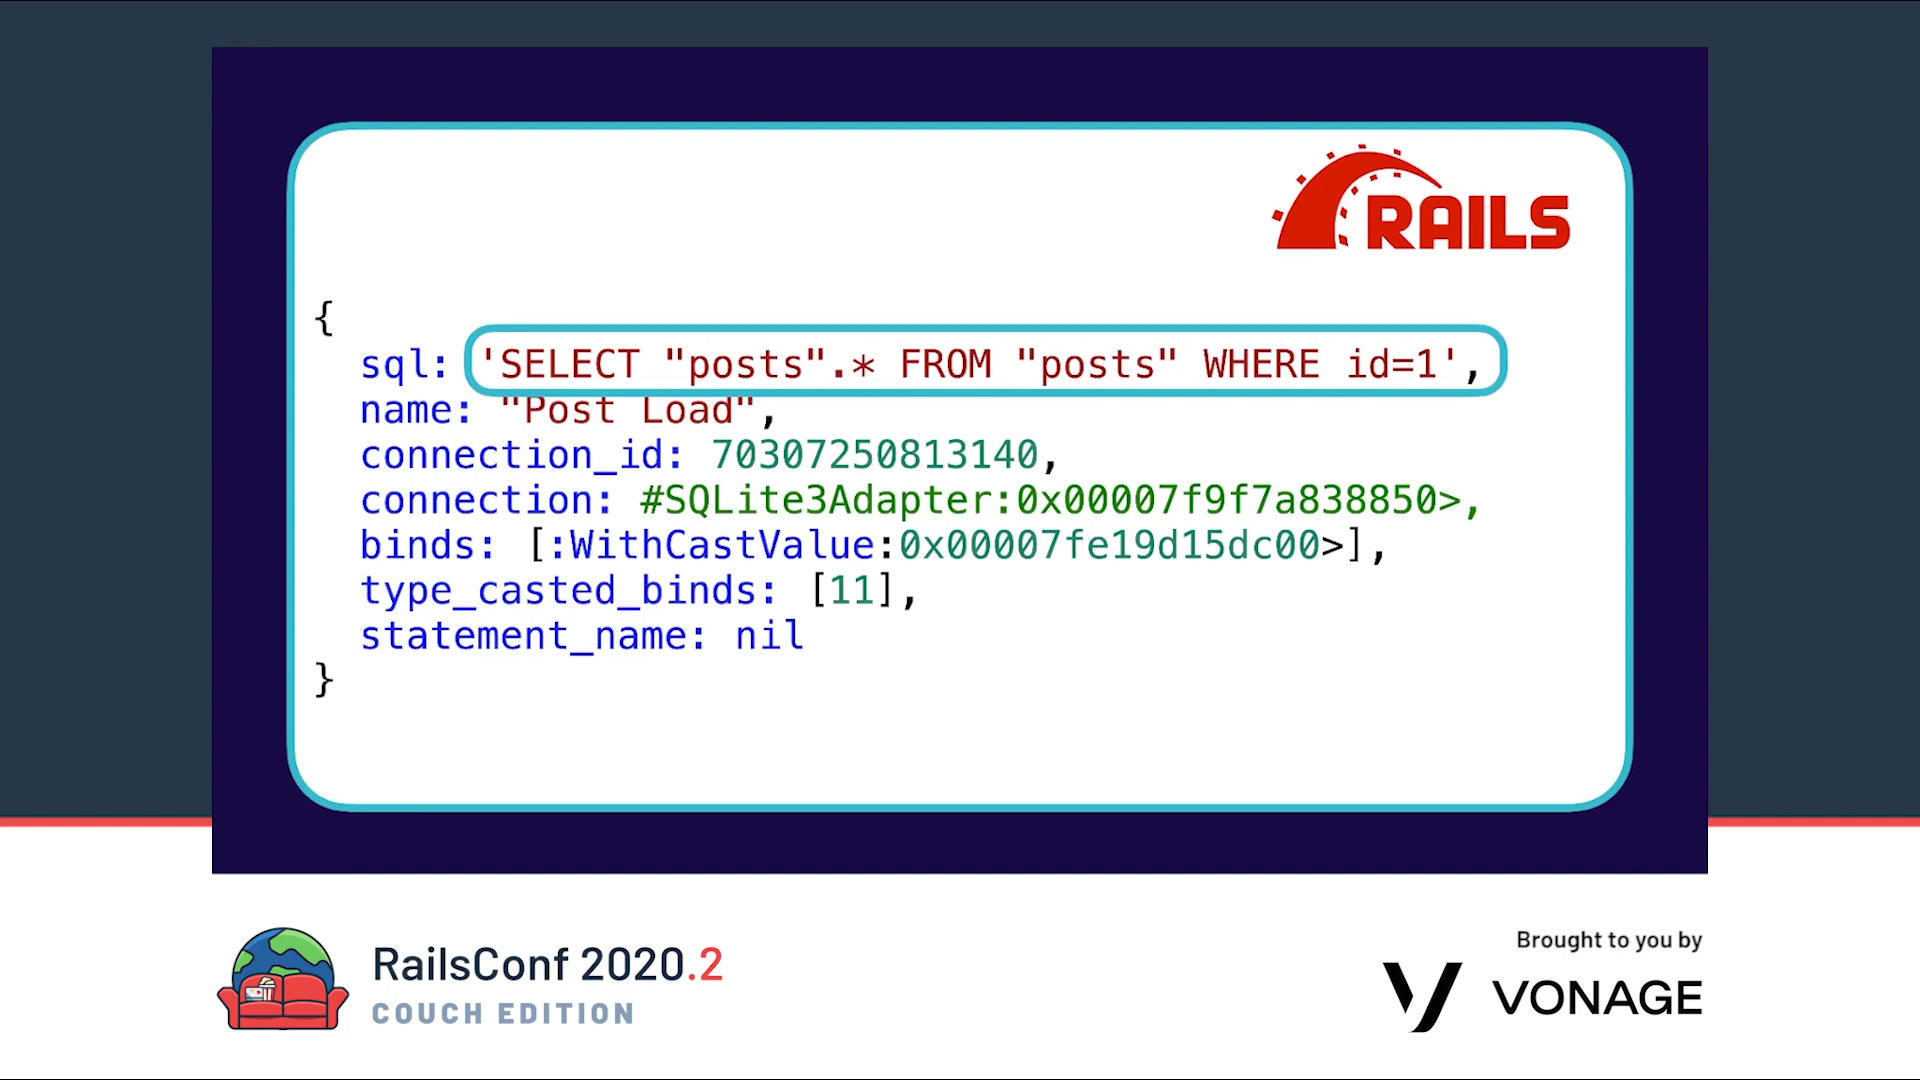 RAILS
{
sql: 'SELECT "posts".* FROM "posts" WHERE id=1',
name: "Post Load",
connection_id: 70307250813140,
connection: #SQLite3Adapter:0x00007f9f7a838850>,
binds: [:WithCastValue:0x00007fe19d15dc00>],
type_casted_binds: [11],
statement_name: nil
}
RailsConf 2020.2
COUCH EDITION
Brought to you by
VONAGE